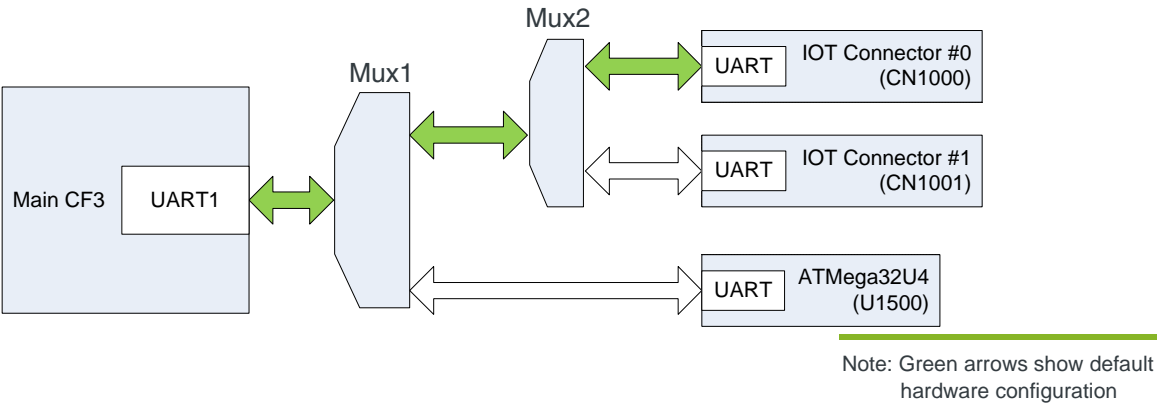 Mux2
Mux1
UART
IOT Connector #0
(CN1000)
UART
IOT Connector #1
(CN1001)
Main CF3
UART1
UART
ATMega32U4
(U1500)
Note: Green arrows show default
hardware configuration